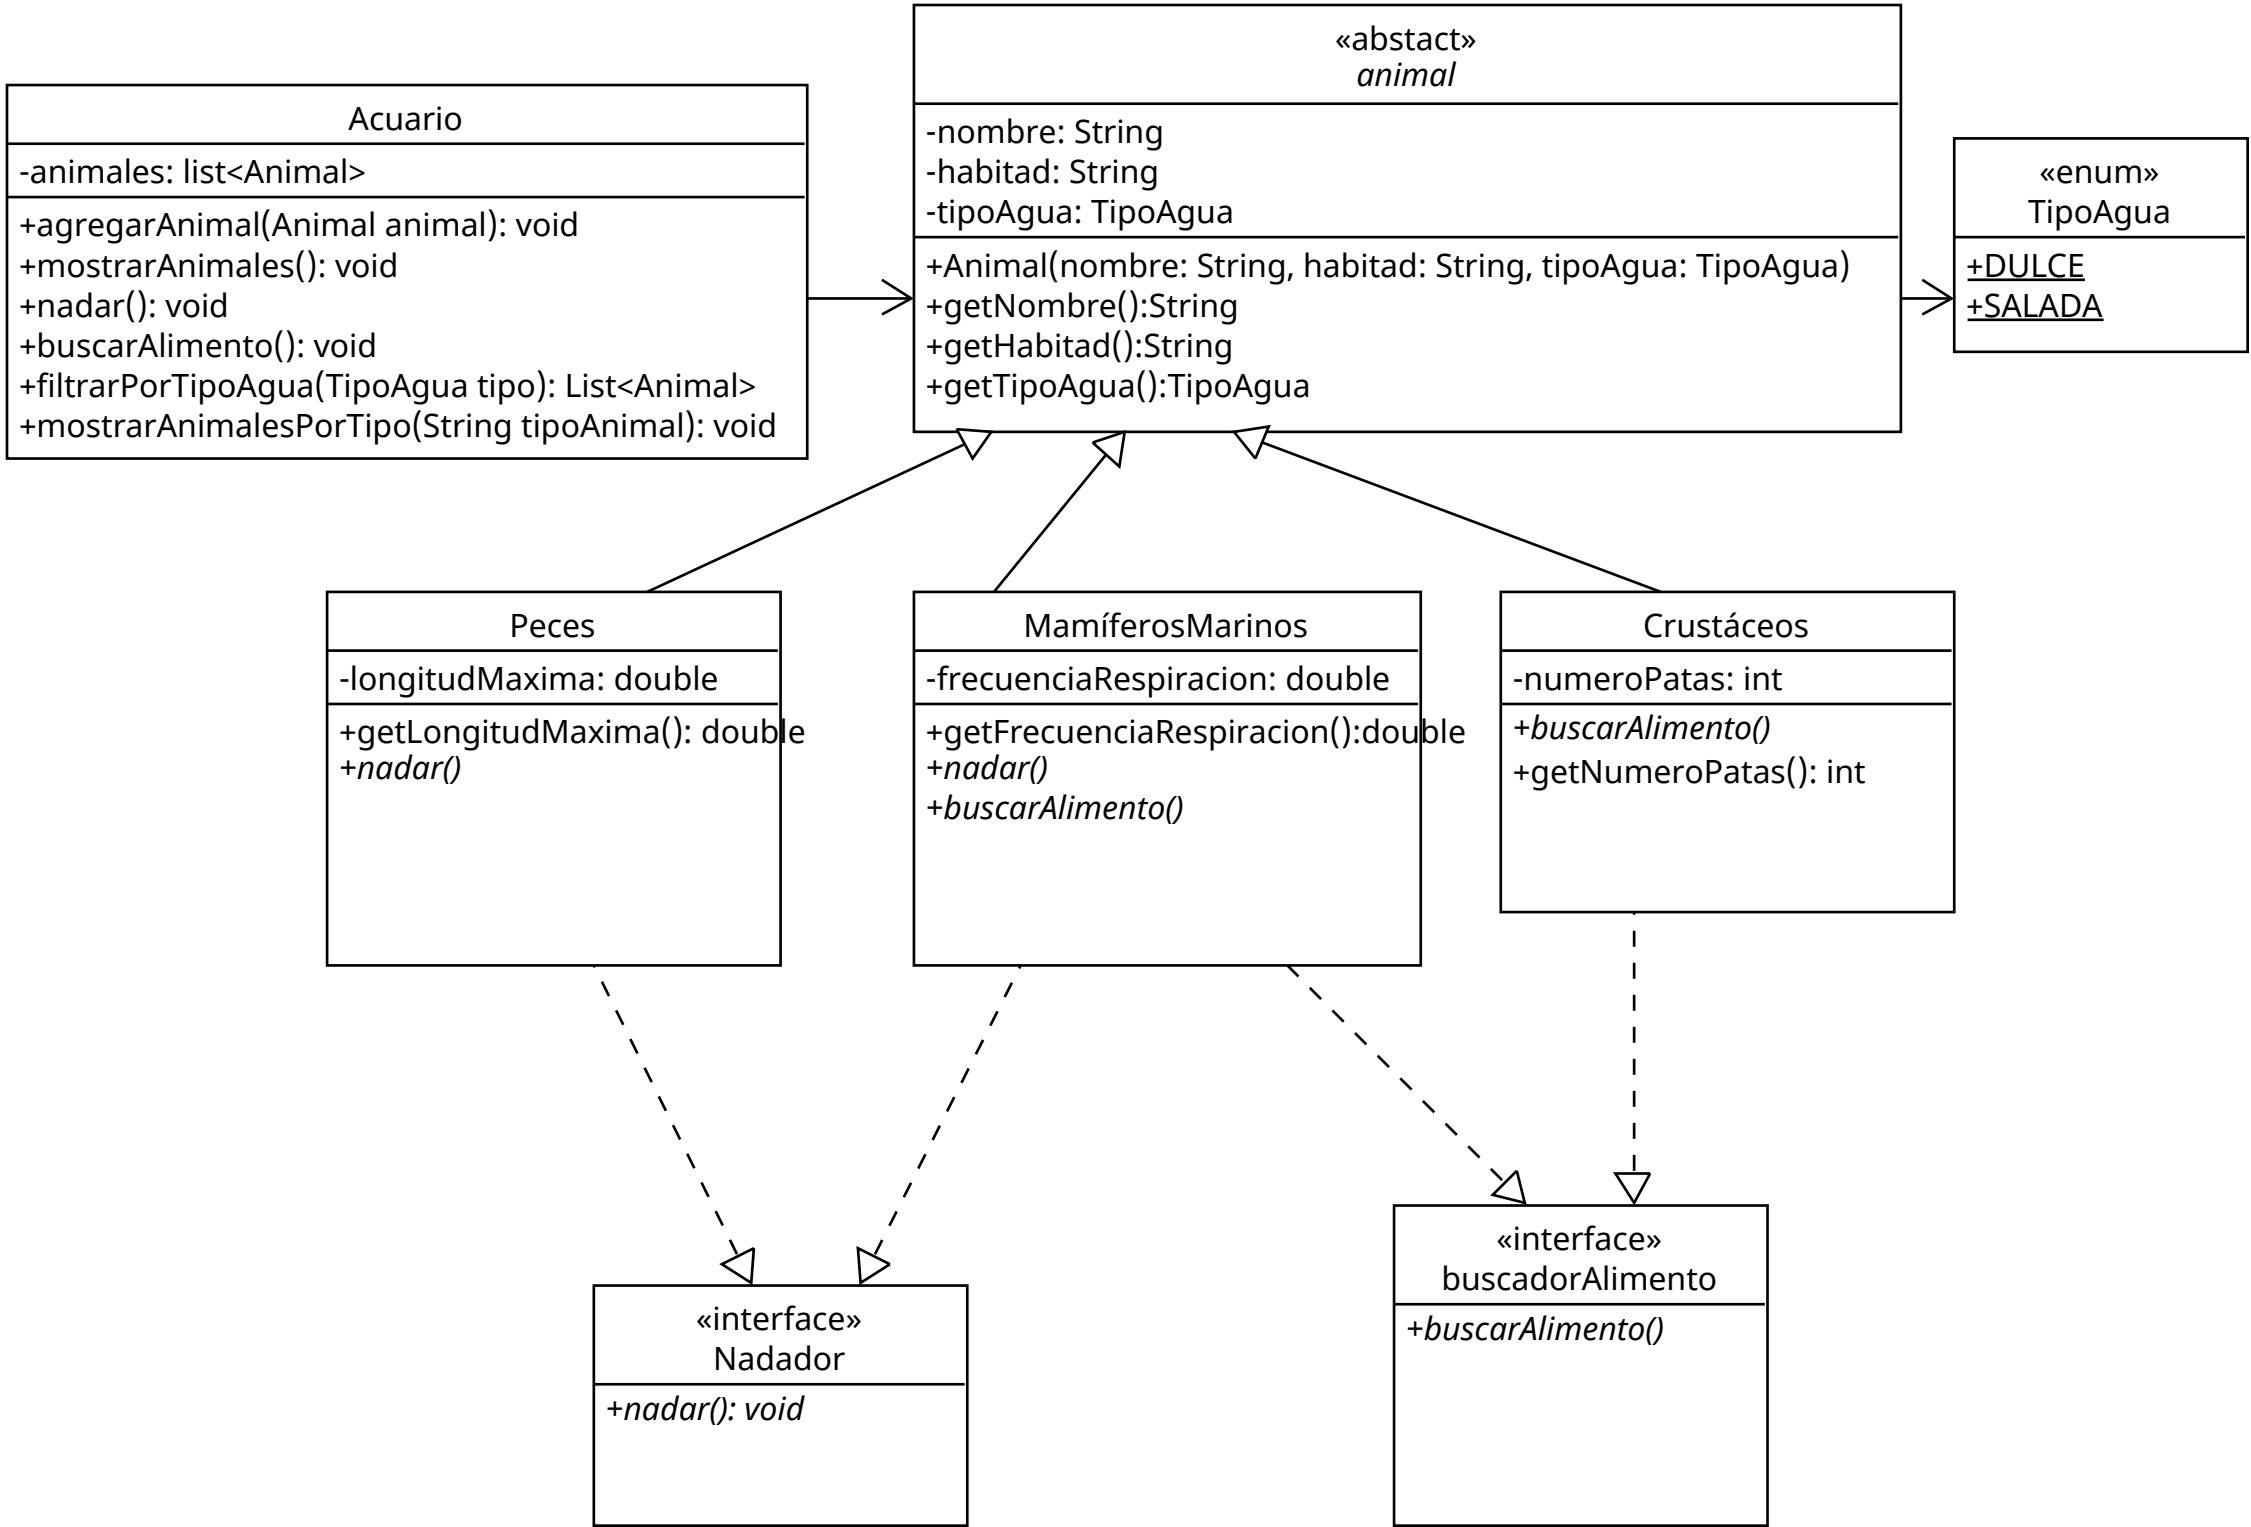 Acuario
-animales: list<Animal>
+agregarAnimal(Animal animal): void
+mostrarAnimales(): void
+nadar(): void
+buscarAlimento(): void
+filtrarPorTipoAgua(TipoAgua tipo): List<Animal>
+mostrarAnimalesPorTipo(String tipoAnimal): void
«abstact»
animal
-nombre: String
-habitad: String
-tipoAgua: TipoAgua
+Animal(nombre: String, habitad: String, tipoAgua: TipoAgua)
+getNombre():String
+getHabitad():String
+getTipoAgua():TipoAgua
«enum»
TipoAgua
+DULCE
+SALADA
Peces
-longitudMaxima: double
+getLongitudMaxima(): double
+nadar()
MamíferosMarinos
-frecuenciaRespiracion: double
+getFrecuenciaRespiracion():double
+nadar()
+buscarAlimento()
Crustáceos
-numeroPatas: int
+buscarAlimento()
+getNumeroPatas(): int
«interface»
Nadador
+nadar(): void
«interface»
buscadorAlimento
+buscarAlimento()